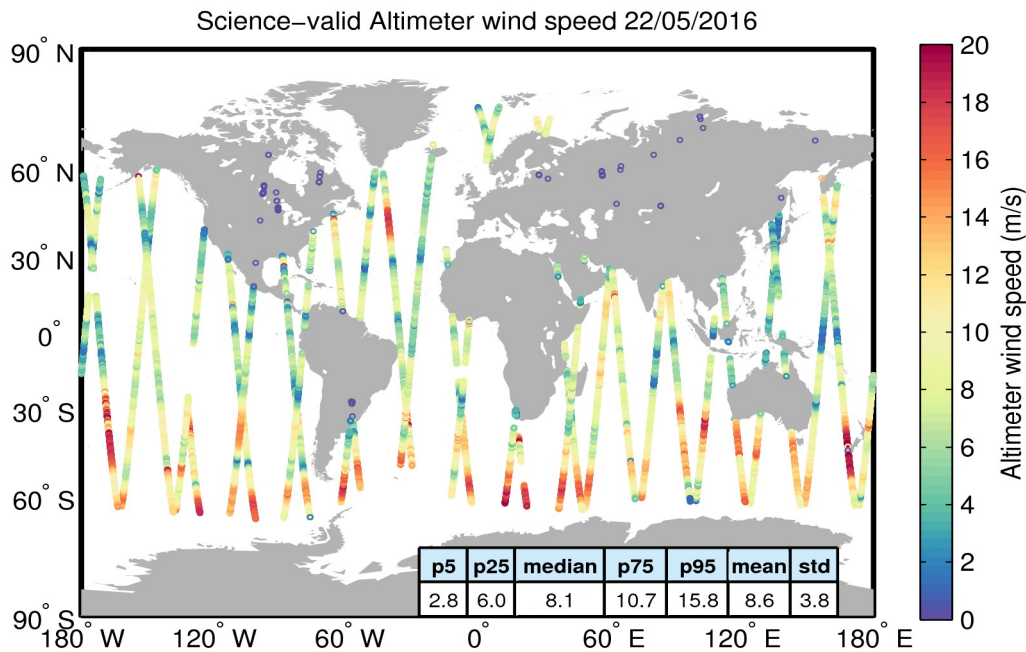 Science−valid Altimeter wind speed 22/05/2016
90° N
60° N
30° N
0°
30° S
60° S
90° S
180° W
120° W
60° W
0°
60° E
120° E
180° E
p5 p25 median p75 p95 mean std
2.8 6.0 8.1 10.7 15.8 8.6 3.8
20
18
16
14
12
10
8
6
4
2
0
Altimeter wind speed (m/s)